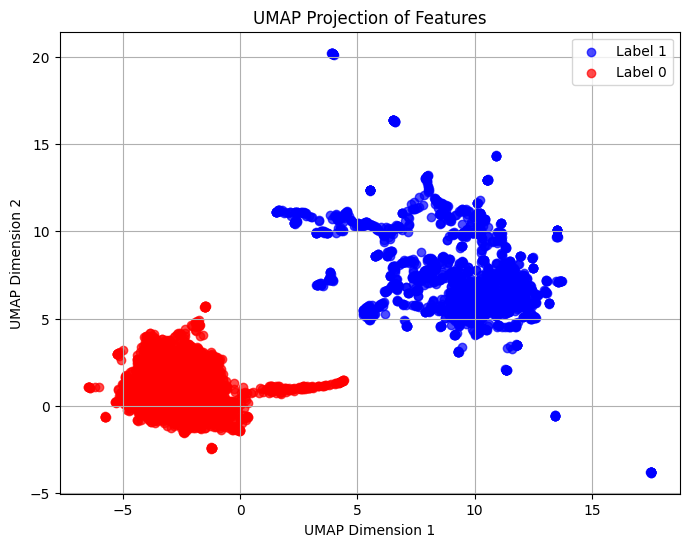 UMAP Projection of Features
Label 1
Label 0
20
15
10
5
0
−5
UMAP Dimension 2
−5
0
5
10
15
UMAP Dimension 1